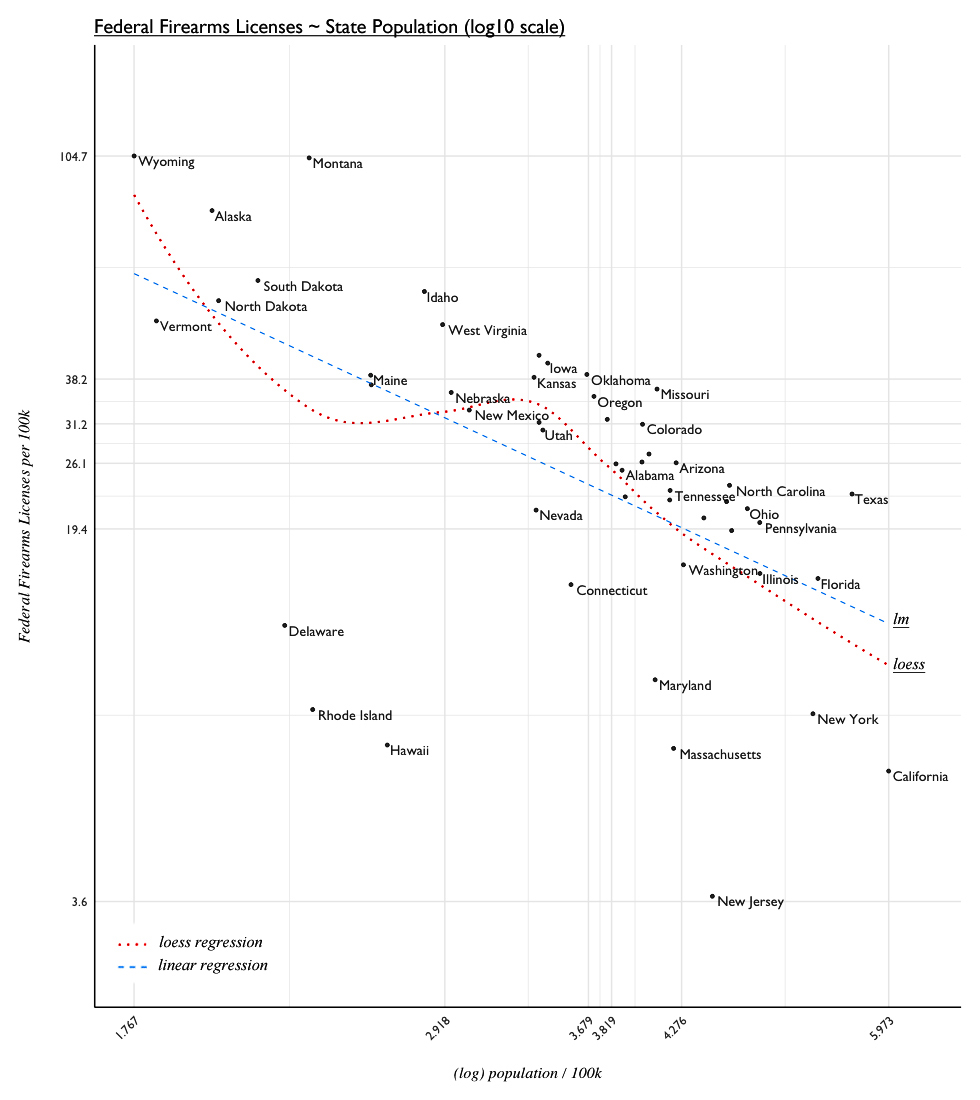 Federal Firearms Licenses ~ State Population (log10 scale)
104.7
Wyoming
Montana
Alaska
South Dakota
Idaho
North Dakota
Vermont
West Virginia
Iowa
38.2
Maine
Kansas
Oklahoma
Missouri
Nebraska
Oregon
New Mexico
31.2
Colorado
Utah
26.1
Arizona
Alabama
North Carolina
Tennessee
Texas
Nevada
Ohio
19.4
Pennsylvania
Washington
Illinois
Florida
Connecticut
lm
Delaware
loess
Maryland
Rhode Island
New York
Hawaii
Massachusetts
California
3.6
New Jersey
loess regression
linear regression
Federal Firearms Licenses per 100k
1.767
2.918
3.679
3.819
4.276
5.973
(log) population / 100k